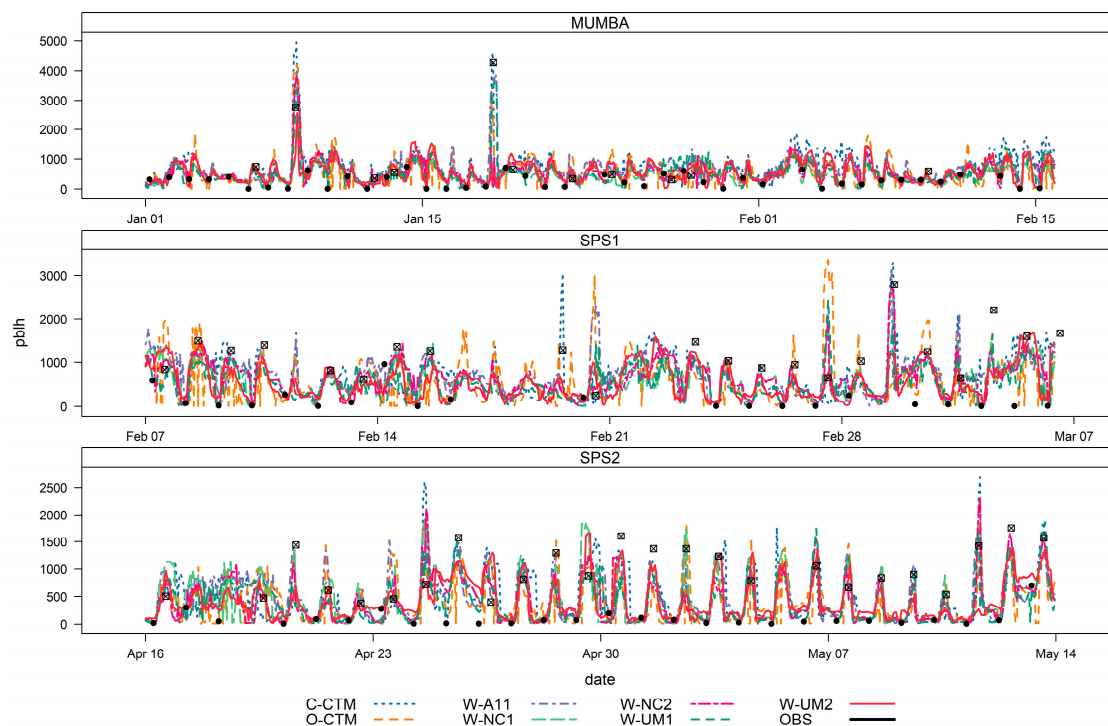 MUMBA
5000
4000
3000
2000
1000
0
Jan 01 Jan 15 Feb 01 Feb 15
SPS1
pblh
3000
2000
1000
0
Feb 07 Feb 14 Feb 21 Feb 28 Mar 07
SPS2
2500
2000
1500
1000
500
0
Apr 16 Apr 23 Apr 30 May 07 May 14
date
C-CTM W-A11 W-NC2 W-UM2
O-CTM W-NC1 W-UM1 OBS